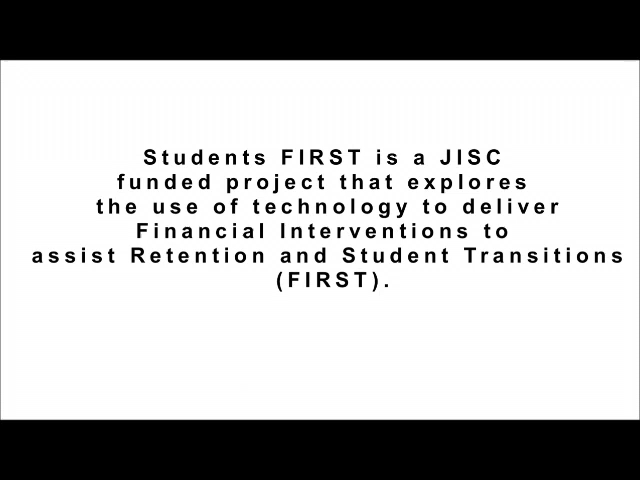 Students FIRST is a JISC
funded project that explores
the use of technology to deliver
Financial Interventions to
assist Retention and Student Transitions
(FIRST).